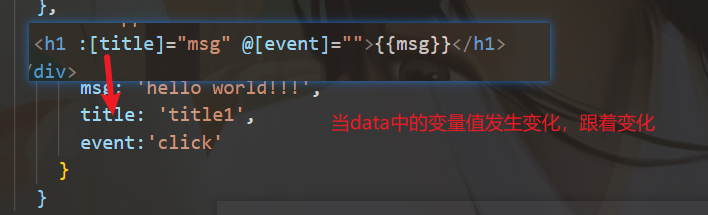 },
<h1 :[title]="msg" @[event]="">{{msg}}</h1>
/div>
msg: 'hello world!!!',
title: 'title1',
event:'click'
当data中的变量值发生变化，跟着变化
}
}